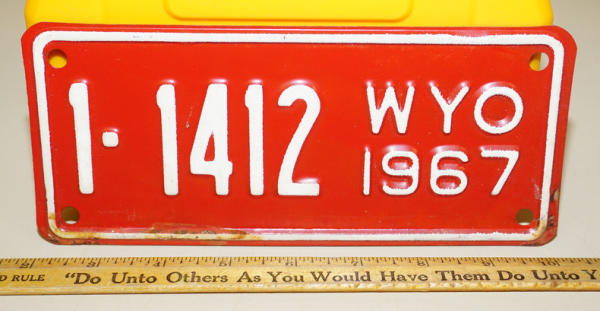 1-1412 WYO
1967
D RULE "Do Unto Others As You Would Have Them Do Unto Y